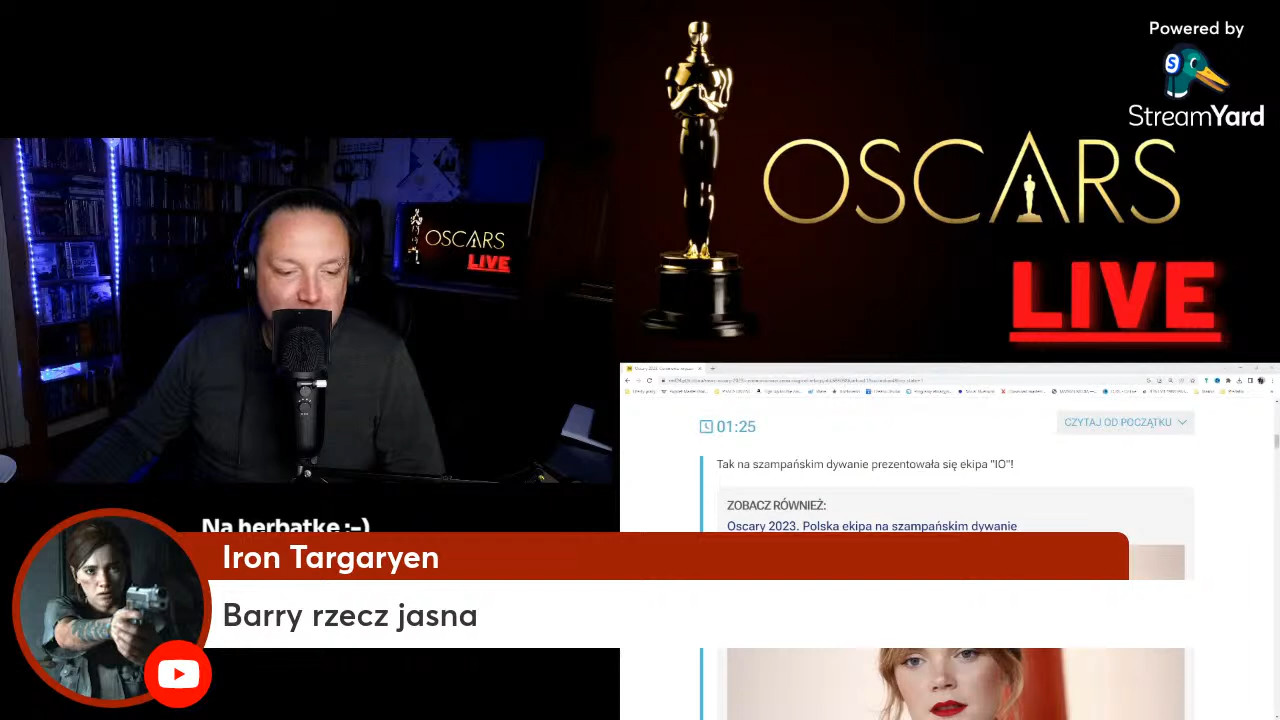 Powered by
S
StreamYard
OSCARS
LIVE
OSCARS
LIVE
01:25
CZYTAJ OD POCZĄTKU
Tak na szampańskim dywanie prezentowała się ekipa "IO"!
ZOBACZ RÓWNIEŻ:
Oscary 2023. Polska ekipa na szampańskim dywanie
Na herbatkę :-)
Iron Targaryen
Barry rzecz jasna